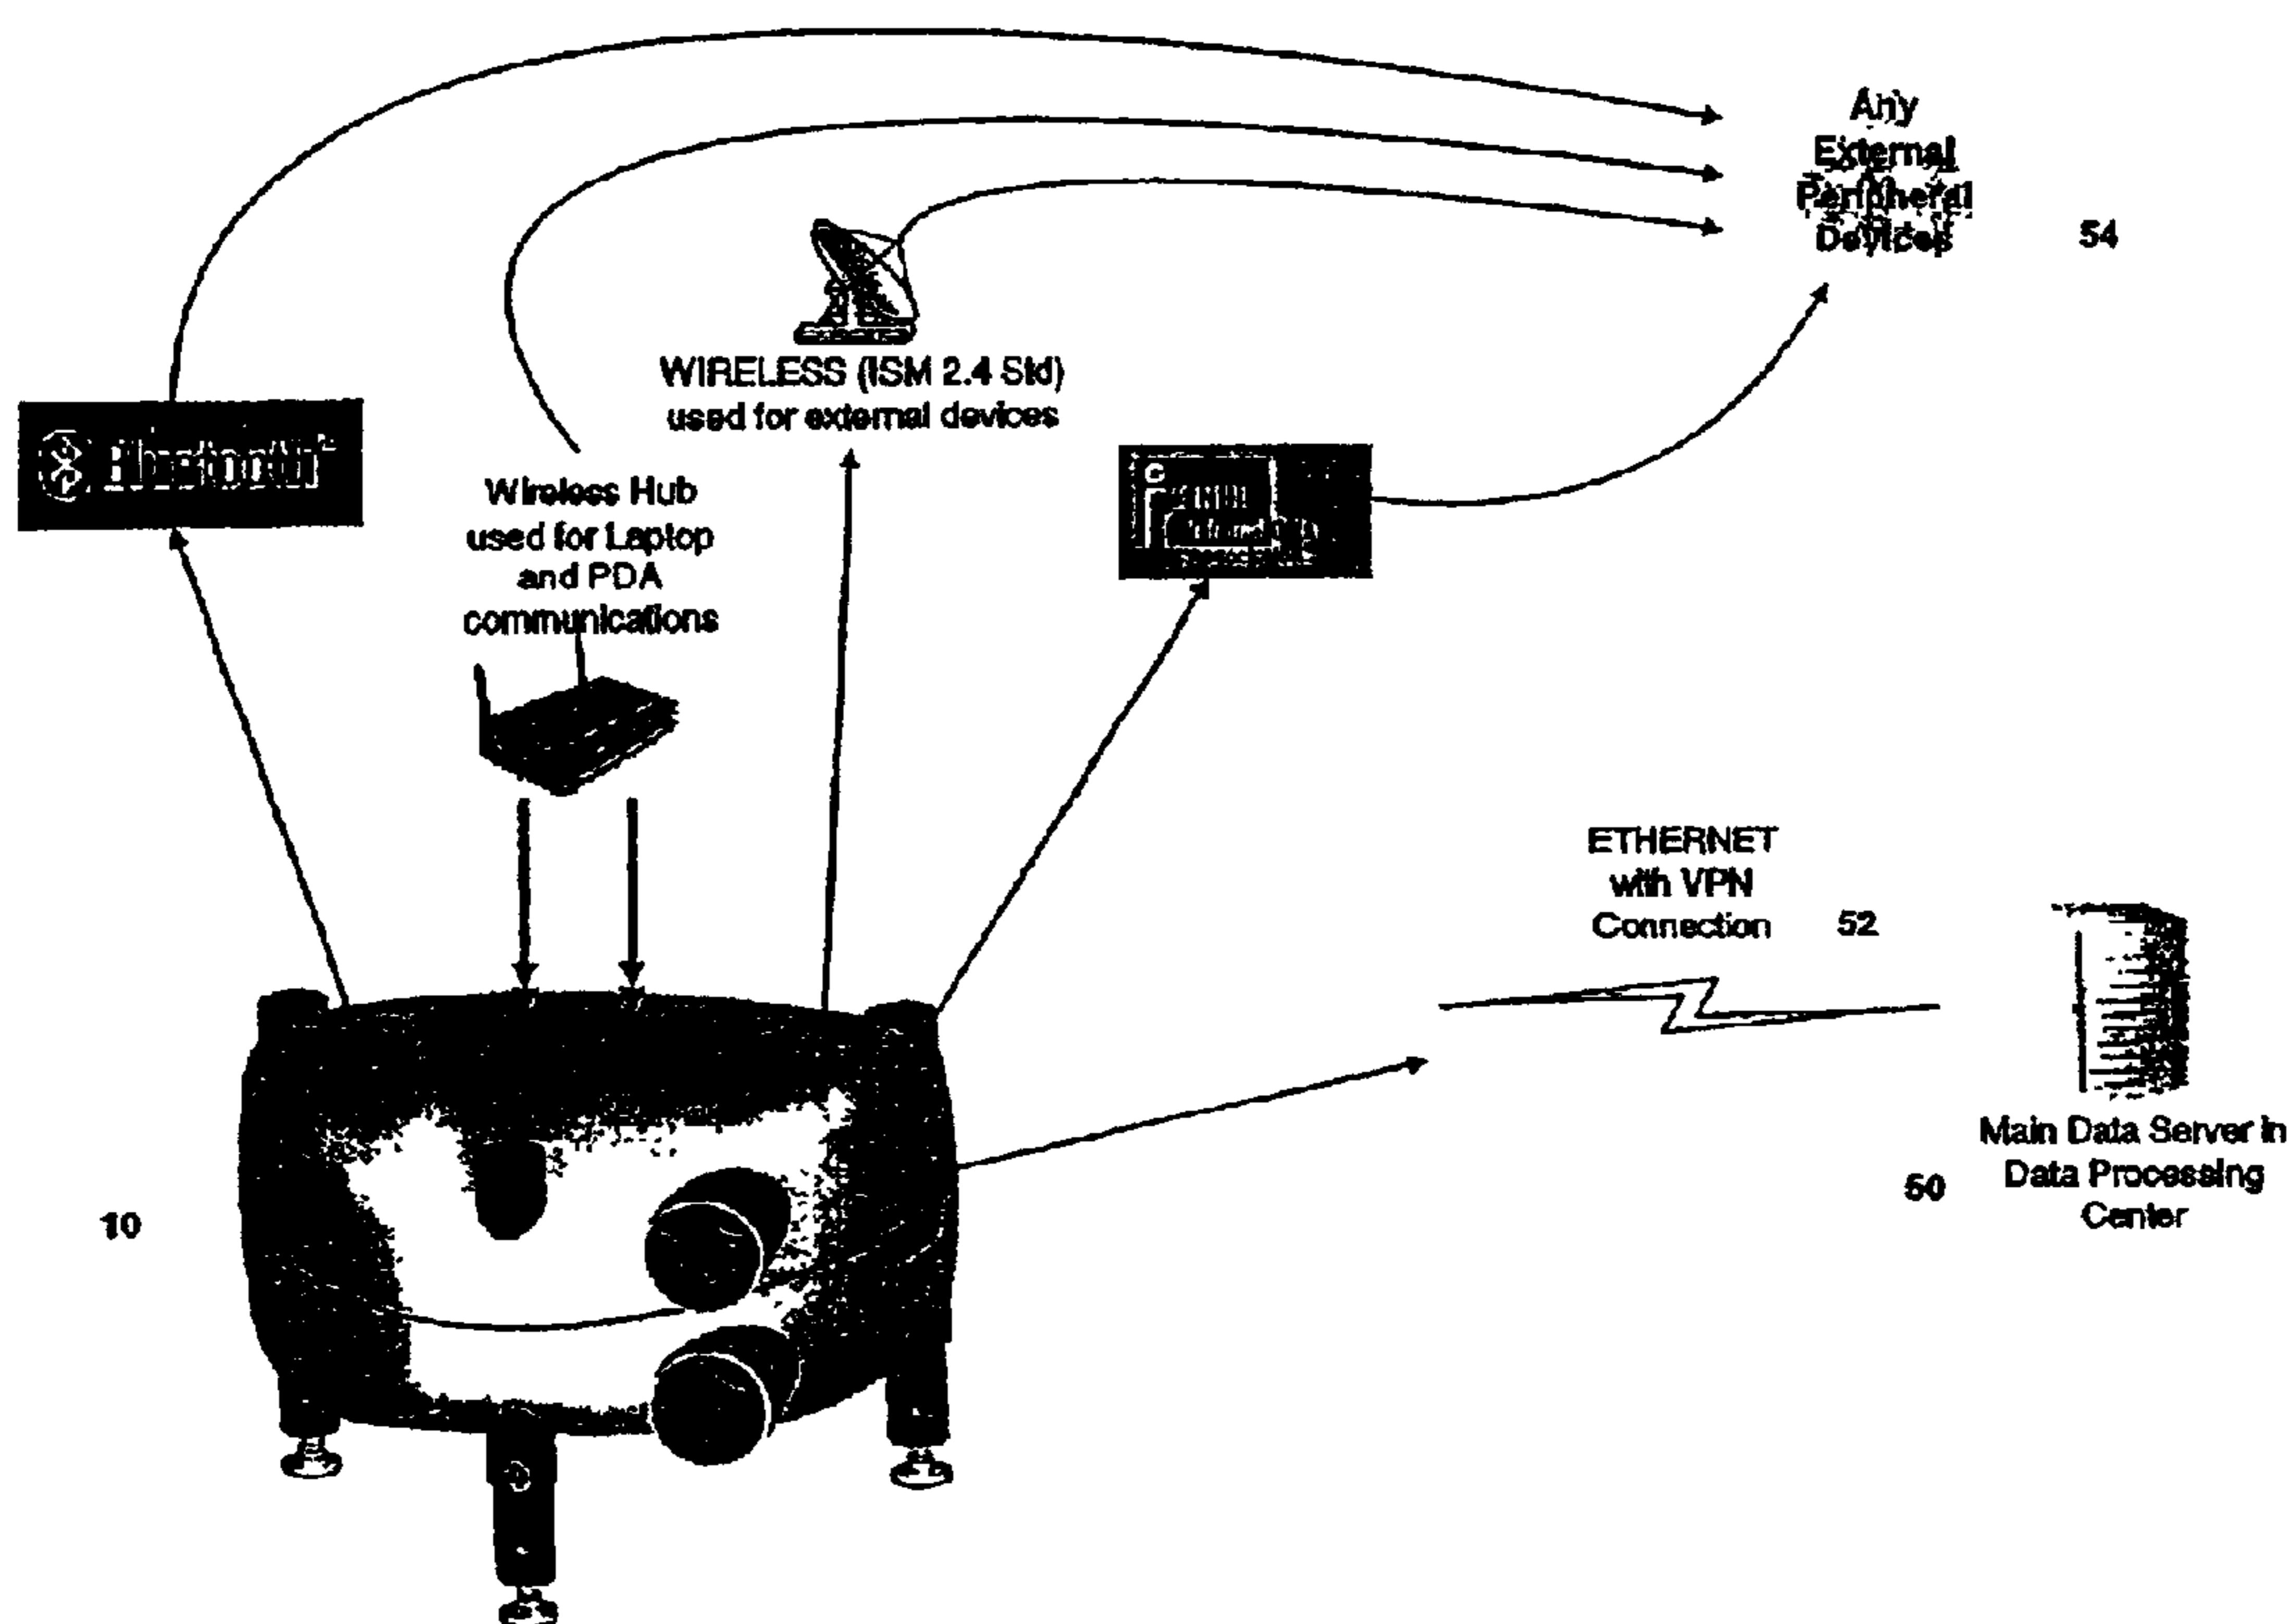 Any
External
Peripheral
Devices
54
WIRELESS (ISM 2.4 Std)
used for external devices
Bluetooth
Wireless Hub
used for Laptop
and PDA
communications
ETHERNET
with VPN
Connection
52
Main Data Server in
Data Processing
Center
50
10